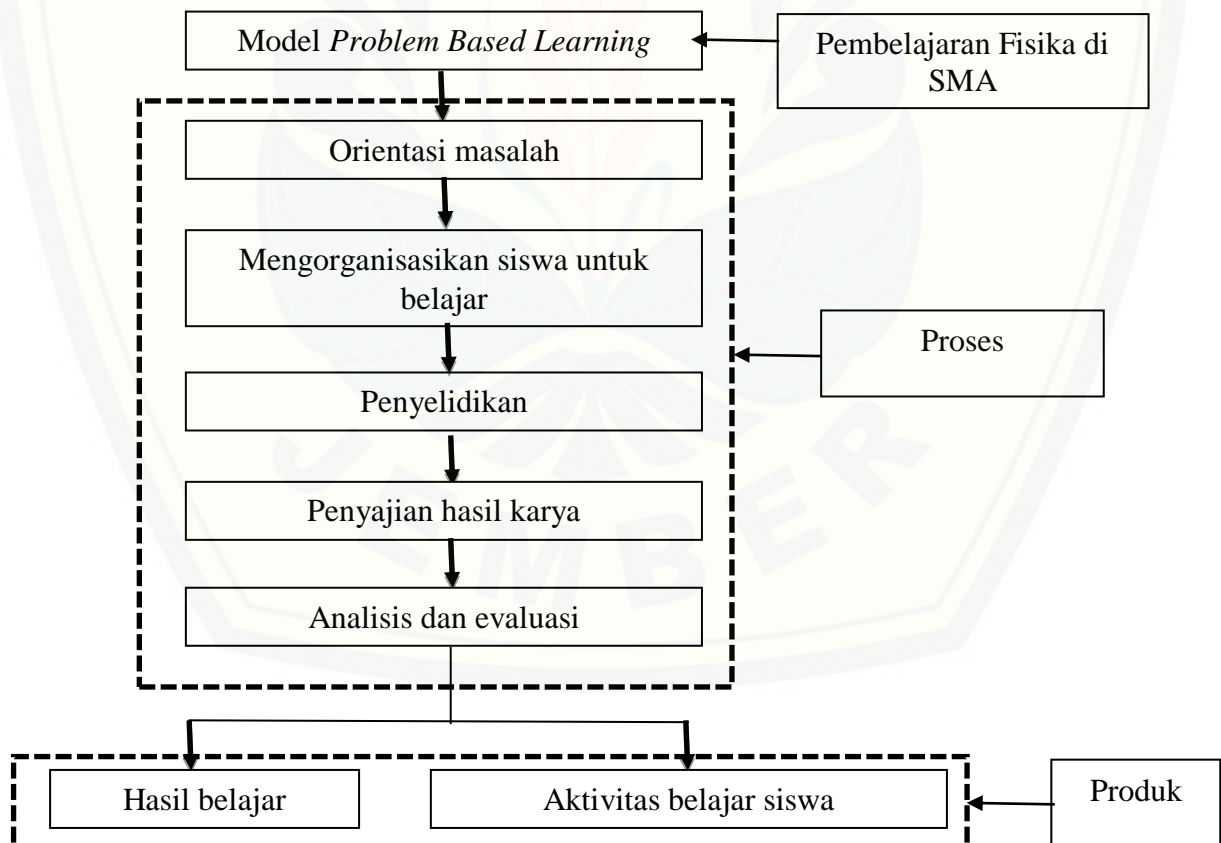 Model Problem Based Learning
Pembelajaran Fisika di
SMA
Orientasi masalah
Mengorganisasikan siswa untuk
belajar
Proses
Penyelidikan
Penyajian hasil karya
Analisis dan evaluasi
Hasil belajar
Aktivitas belajar siswa
Produk
JEMBER